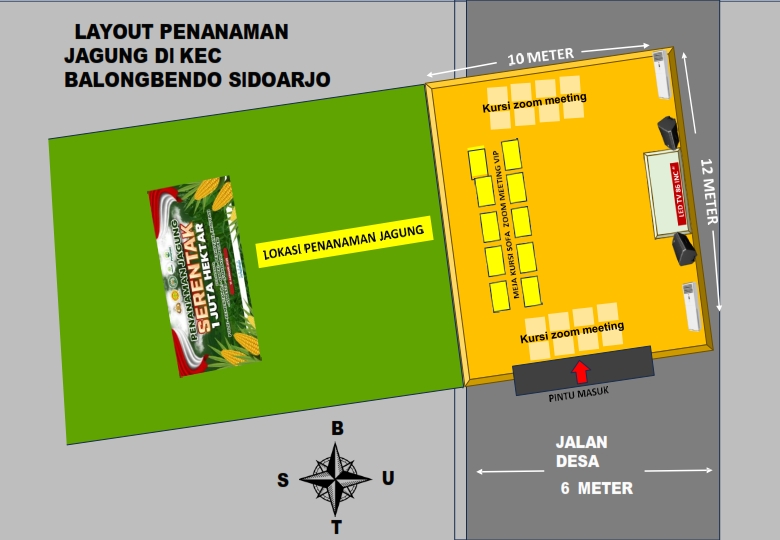 LAYOUT PENANAMAN
JAGUNG DI KEC
BALONGBENDO SIDOARJO
10 METER
Kursi zoom meeting
12 METER
LED TV 86 INC "
MEJA KURSI SOFA ZOOM MEETING VIP
LOKASI PENANAMAN JAGUNG
PENANAMAN JAGUNG
SERENTAK
1 JUTA HEKTAR
Kursi zoom meeting
PINTU MASUK
B
S
U
T
JALAN
DESA
6 METER